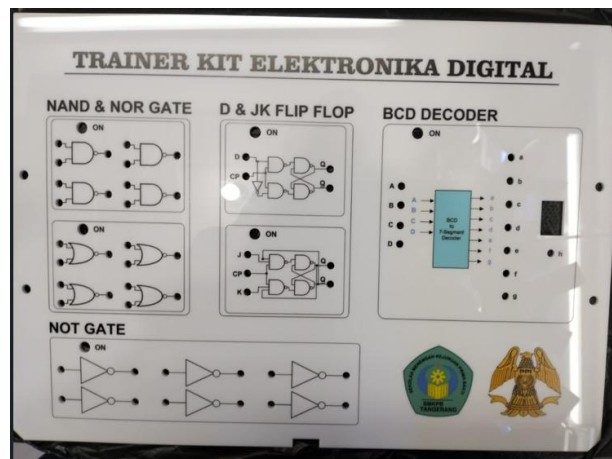 TRAINER KIT ELEKTRONIKA DIGITAL
NAND & NOR GATE
ON
ON
D & JK FLIP FLOP
ON
D
CP
Q
Q
ON
J
CP
K
Q
Q
BCD DECODER
ON
A
B
C
D
A
B
C
D
BCD
to
7-Segment
Decoder
a
b
c
d
e
f
g
a
b
c
d
e
f
g
h
NOT GATE
ON
SMKPB
TANGERANG